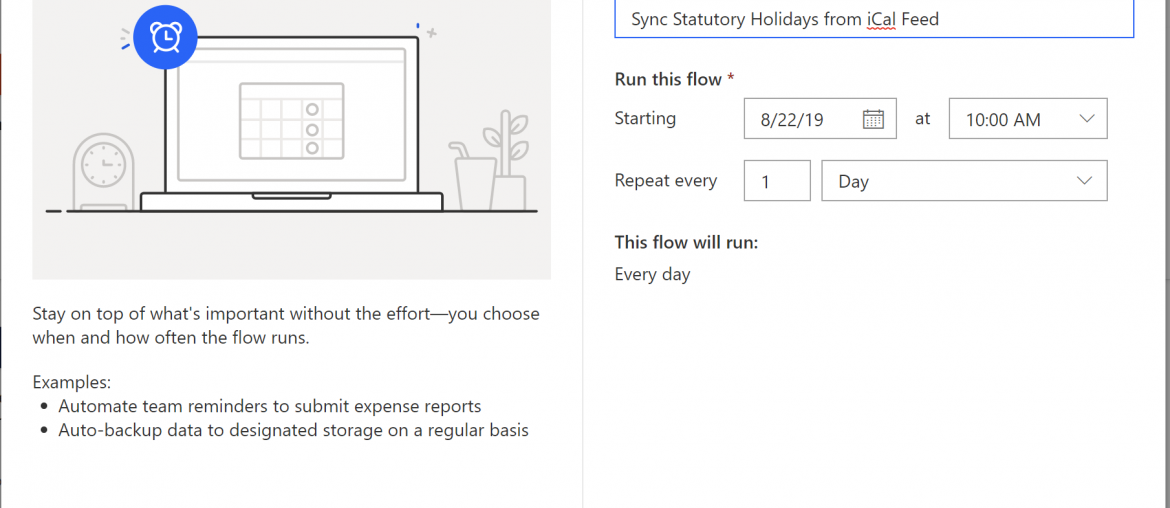 Sync Statutory Holidays from iCal Feed
Run this flow *
Starting
8/22/19
at
10:00 AM
Repeat every
1
Day
This flow will run:
Every day
Stay on top of what's important without the effort—you choose
when and how often the flow runs.
Examples:
• Automate team reminders to submit expense reports
• Auto-backup data to designated storage on a regular basis